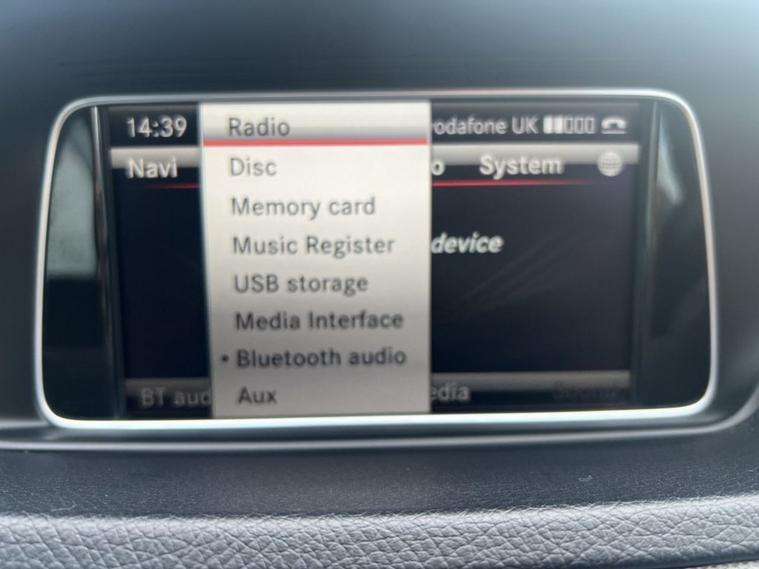 14:39 Radio odafone UK
Navi Disc o System
Memory card
Music Register device
USB storage
Media Interface
• Bluetooth audio
BT aud Aux edia Sound